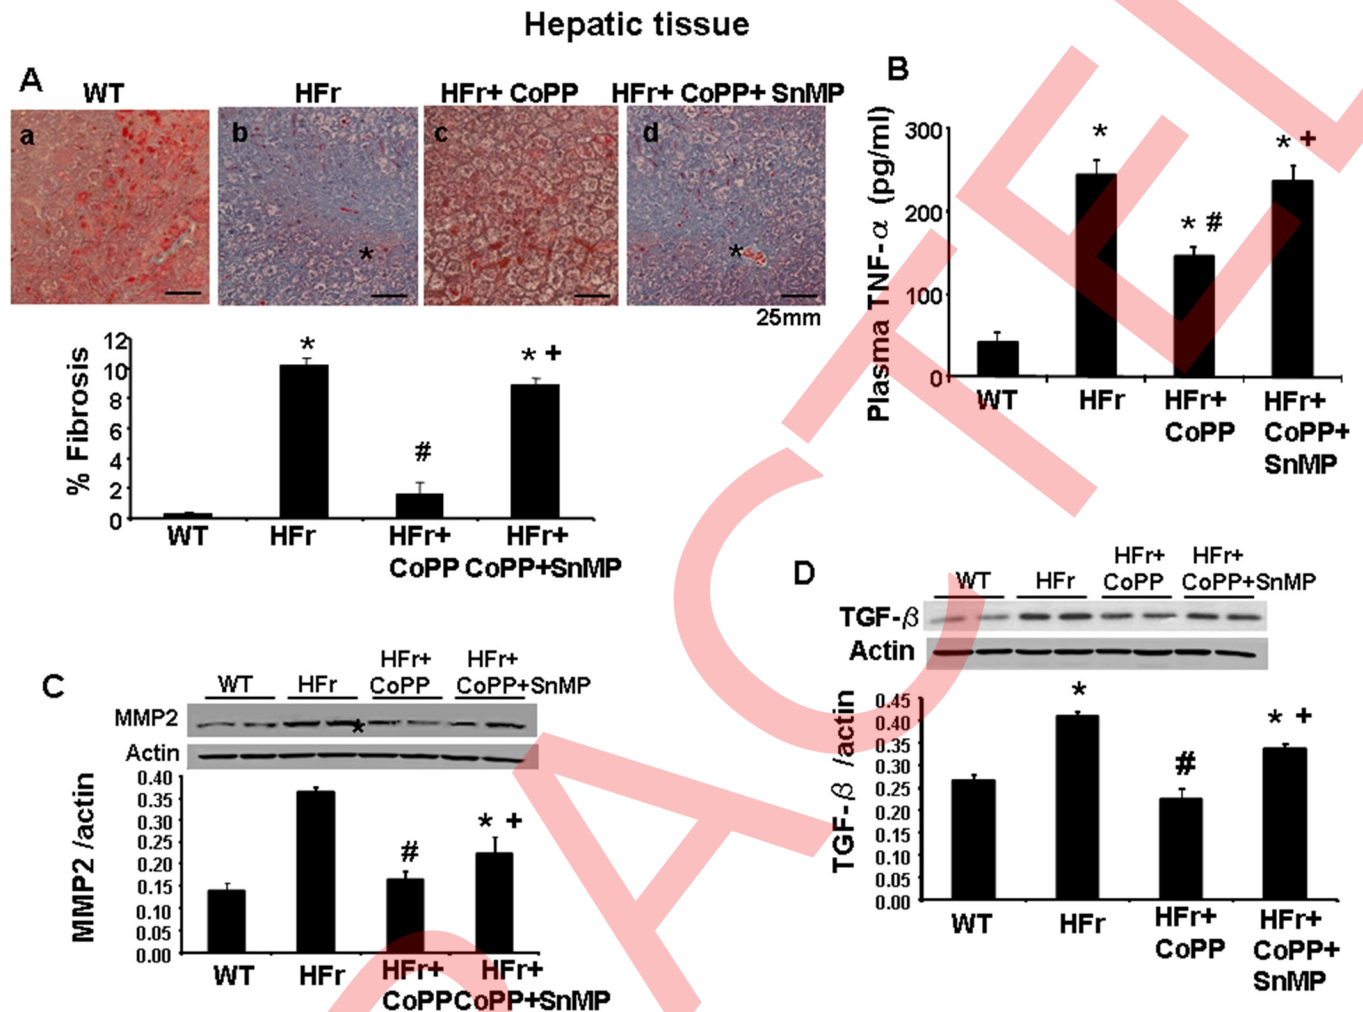 Hepatic tissue
A
WT HFr HFr+ CoPP HFr+ CoPP+ SnMP
a b c d
* *
25mm
% Fibrosis
12
10
8
6
4
2
0
* # * +
WT HFr HFr+ HFr+
CoPP CoPP+SnMP
B
Plasma TNF-α (pg/ml)
300
200
100
0
* * # * +
WT HFr HFr+ HFr+
CoPP CoPP+
SnMP
C
HFr+ HFr+
WT HFr CoPP CoPP+SnMP
MMP2
*
Actin
MMP2 /actin
0.40
0.35
0.30
0.25
0.20
0.15
0.10
0.05
0.00
# * +
WT HFr HFr+ HFr+
CoPP CoPP+SnMP
D
HFr+ HFr+
WT HFr CoPP CoPP+SnMP
TGF-β
Actin
TGF-β /actin
0.45
0.40
0.35
0.30
0.25
0.20
0.15
0.10
0.05
0.00
* # * +
WT HFr HFr+ HFr+
CoPP CoPP+
SnMP